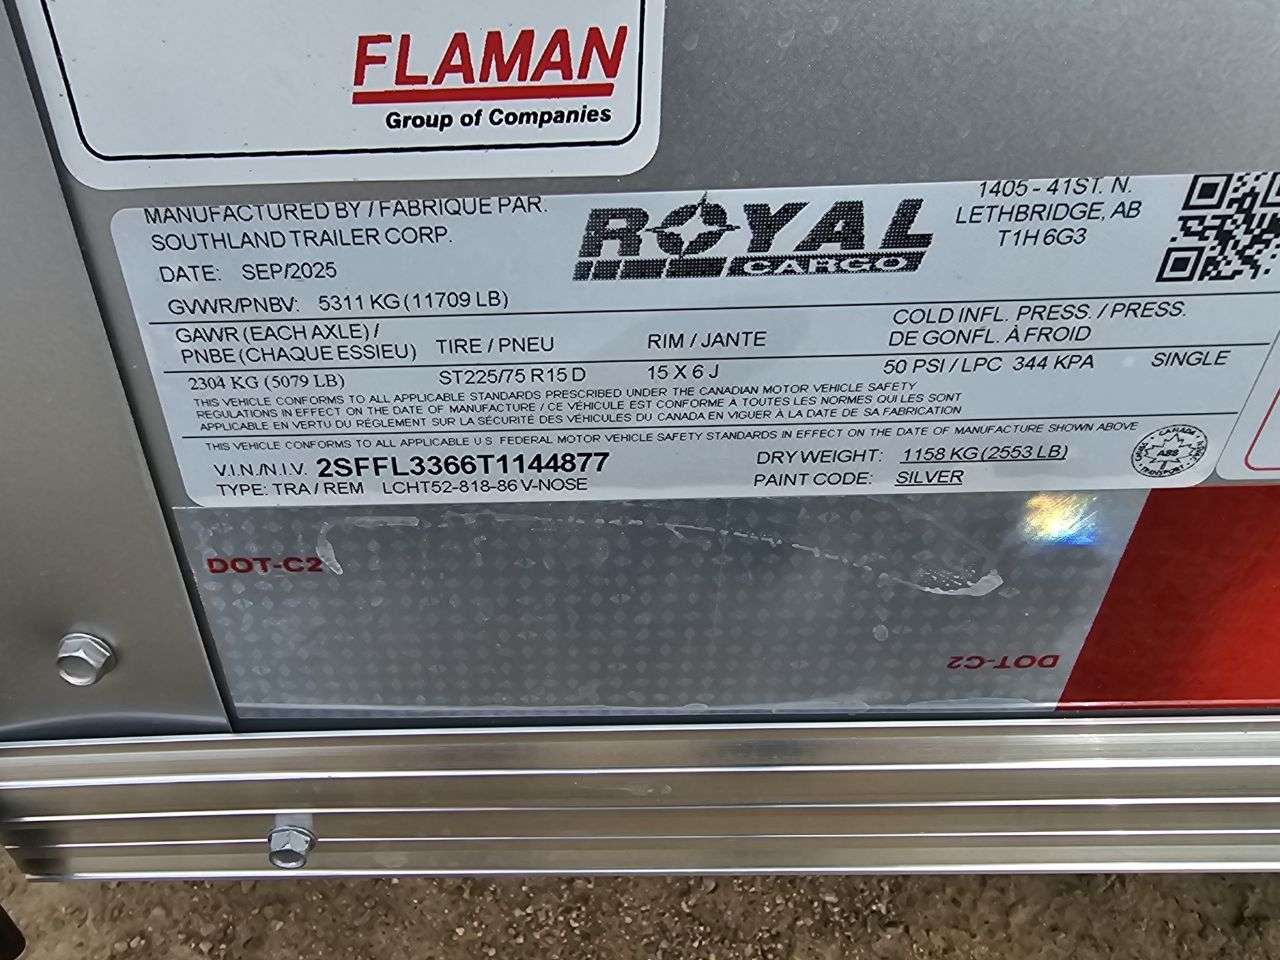 FLAMAN
Group of Companies
MANUFACTURED BY / FABRIQUE PAR.
SOUTHLAND TRAILER CORP.
DATE: SEP/2025
GVWR/PNBV: 5311 KG (11709 LB)
ROYAL
CARGO
1405 - 41ST. N.
LETHBRIDGE, AB
T1H 6G3
GAWR (EACH AXLE) /
PNBE (CHAQUE ESSIEU)
TIRE / PNEU
RIM / JANTE
COLD INFL. PRESS. / PRESS.
DE GONFL. À FROID
2304 KG (5079 LB) ST225/75 R15 D 15 X 6 J 50 PSI / LPC 344 KPA SINGLE
THIS VEHICLE CONFORMS TO ALL APPLICABLE STANDARDS PRESCRIBED UNDER THE CANADIAN MOTOR VEHICLE SAFETY
REGULATIONS IN EFFECT ON THE DATE OF MANUFACTURE / CE VÉHICULE EST CONFORME À TOUTES LES NORMES QUI LES SONT
APPLICABLE EN VERTU DU RÉGLEMENT SUR LA SÉCURITÉ DES VÉHICULES DU CANADA EN VIGUER À LA DATE DE SA FABRICATION
THIS VEHICLE CONFORMS TO ALL APPLICABLE U.S. FEDERAL MOTOR VEHICLE SAFETY STANDARDS IN EFFECT ON THE DATE OF MANUFACTURE SHOWN ABOVE
V.I.N./N.I.V. 2SFFL3366T1144877
DRY WEIGHT: 1158 KG (2553 LB)
TYPE: TRA / REM LCHT52-818-86 V-NOSE
PAINT CODE: SILVER
CANADA
A85
TRANSPORT
DOT-C2
DOT-C2